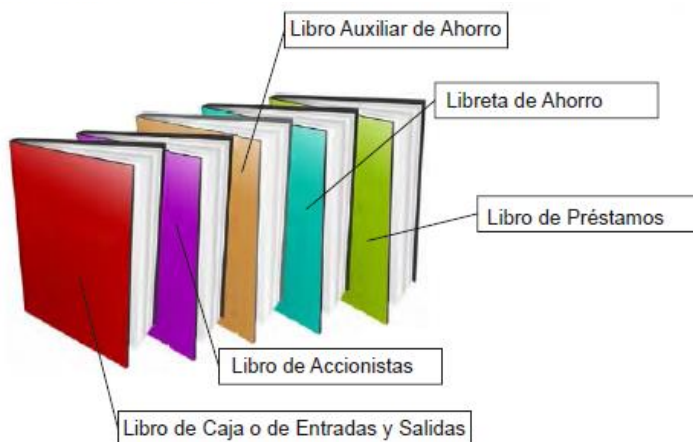 Libro Auxiliar de Ahorro
Libreta de Ahorro
Libro de Préstamos
Libro de Accionistas
Libro de Caja o de Entradas y Salidas